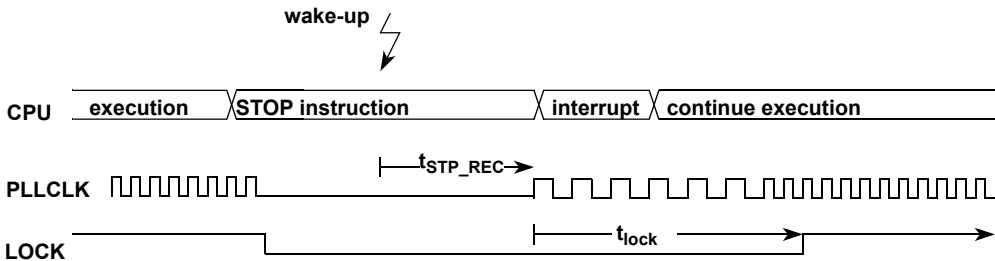 wake-up
CPU execution STOP instruction interrupt continue execution
tSTP_REC
PLLCLK
tlock
LOCK